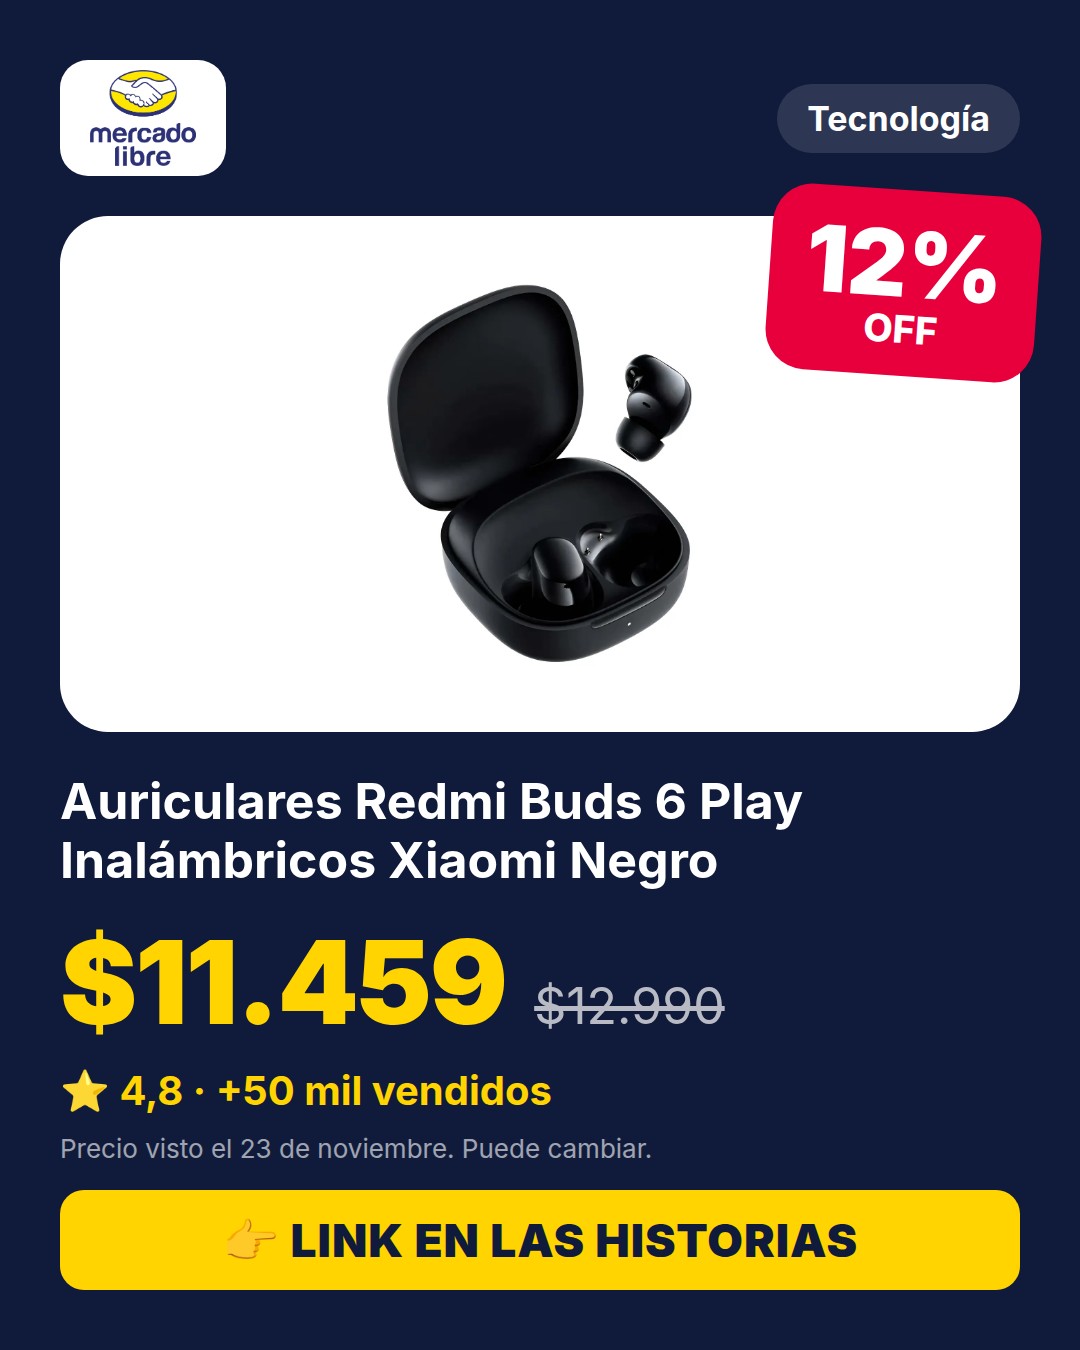 mercado
libre
Tecnología
12%
OFF
Auriculares Redmi Buds 6 Play
Inalámbricos Xiaomi Negro
$11.459 $12.990
⭐ 4,8 · +50 mil vendidos
Precio visto el 23 de noviembre. Puede cambiar.
👉 LINK EN LAS HISTORIAS